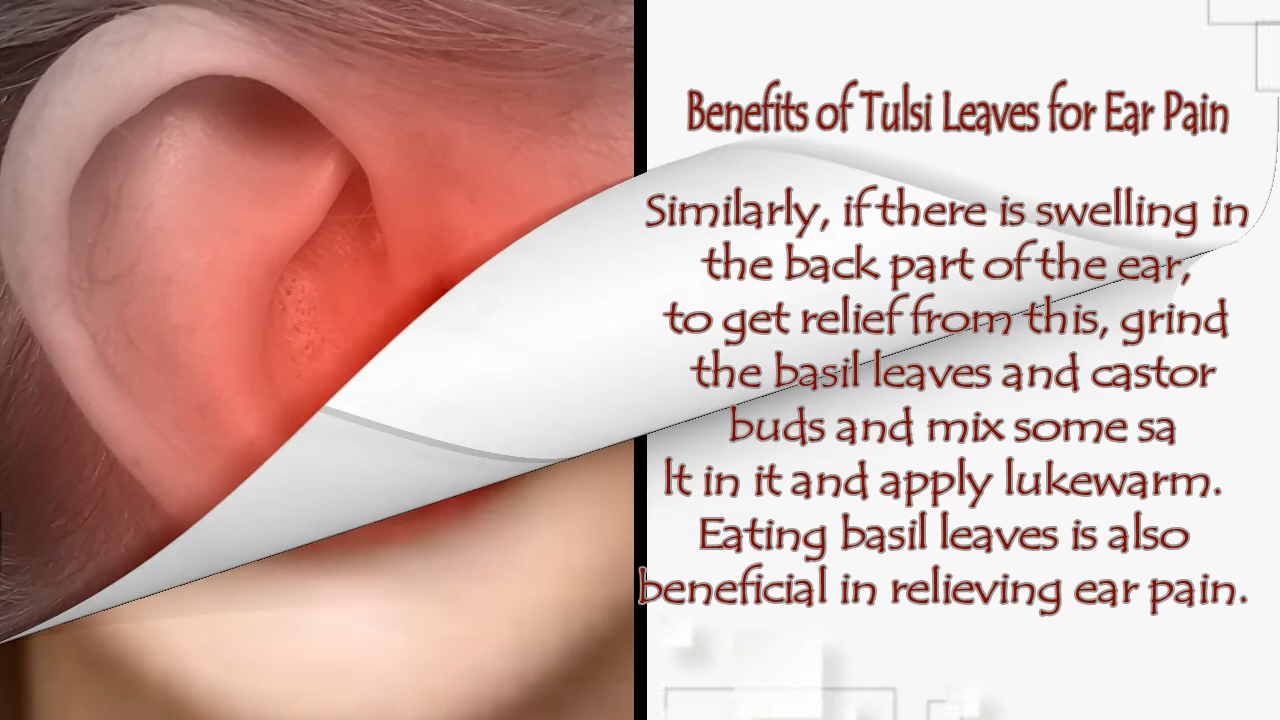 Benefits of Tulsi Leaves for Ear Pain
Similarly, if there is swelling in
the back part of the ear,
to get relief from this, grind
the basil leaves and castor
buds and mix some sa
lt in it and apply lukewarm.
Eating basil leaves is also
beneficial in relieving ear pain.